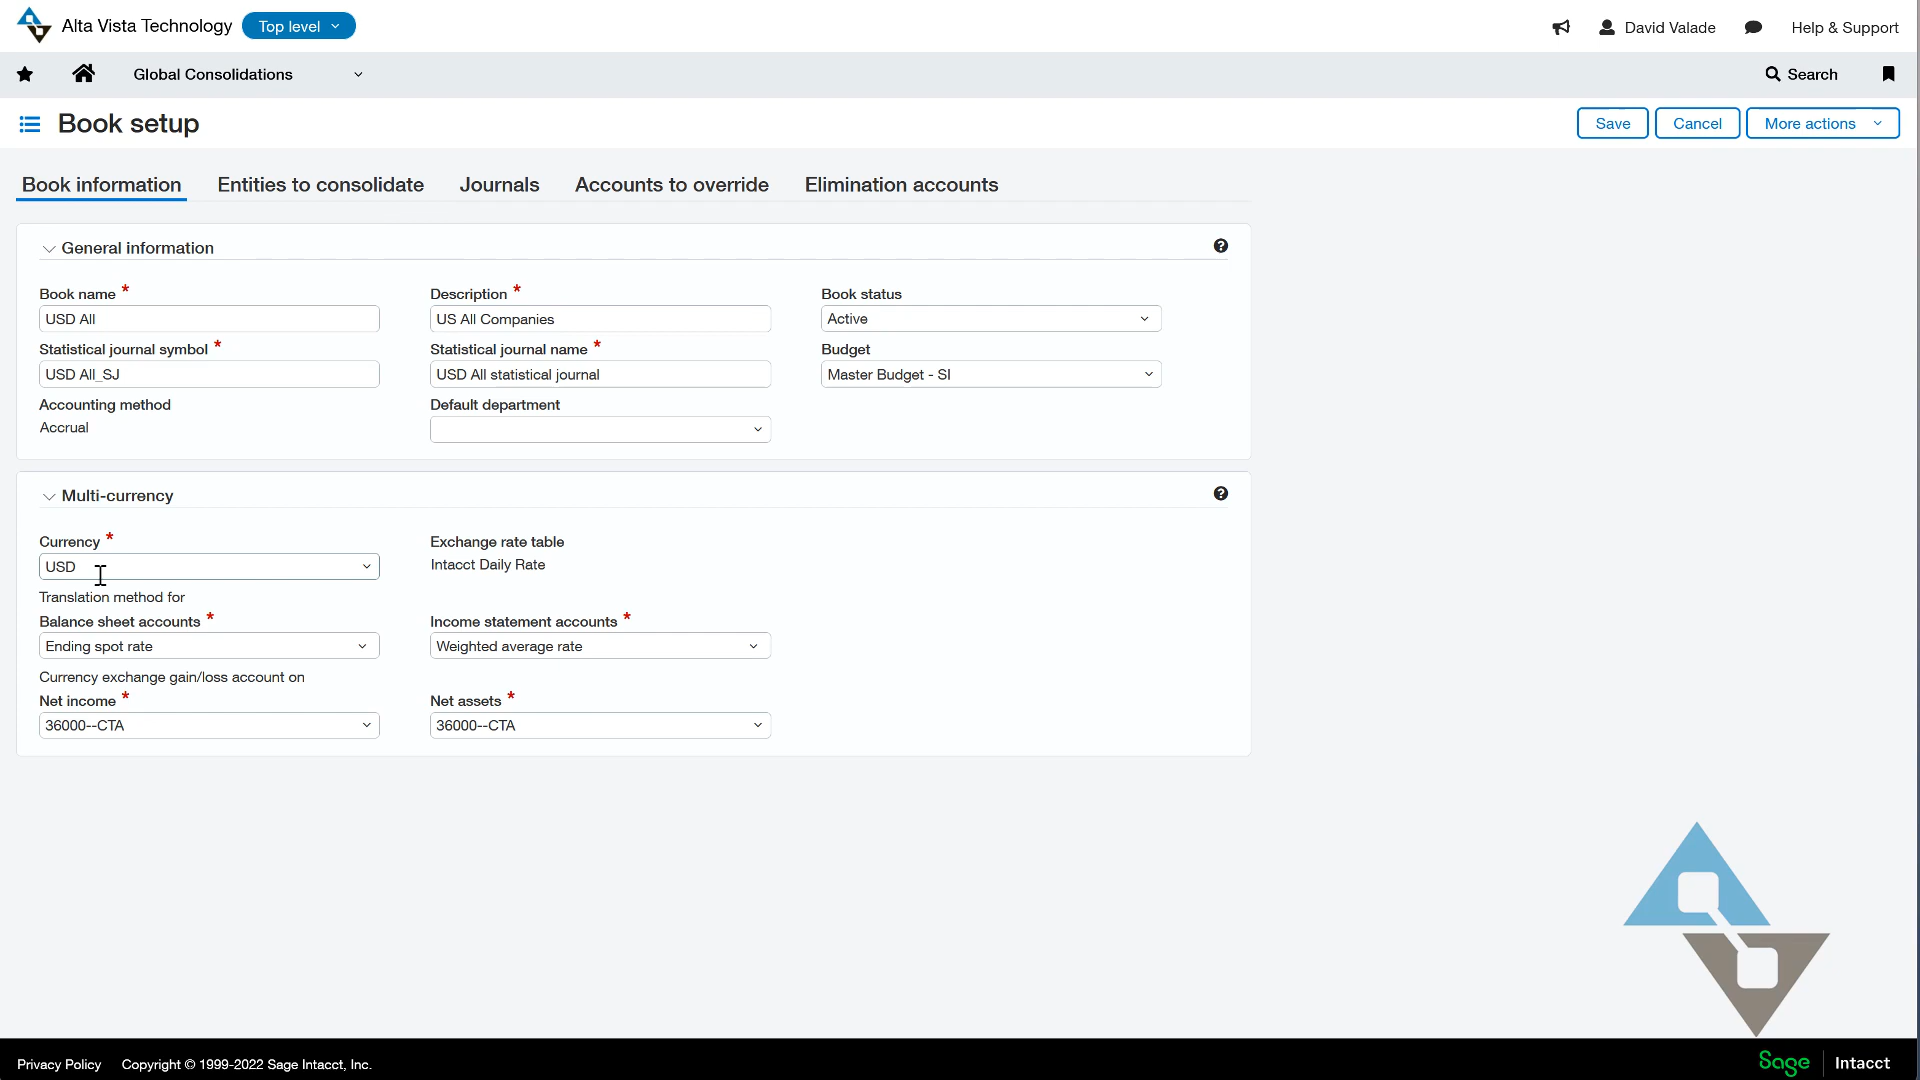 Alta Vista Technology Top level David Valade Help & Support
Global Consolidations Search
Book setup Save Cancel More actions
Book information Entities to consolidate Journals Accounts to override Elimination accounts
General information
Book name * Description * Book status
USD All US All Companies Active
Statistical journal symbol * Statistical journal name * Budget
USD All_SJ USD All statistical journal Master Budget - SI
Accounting method Default department
Accrual
Multi-currency
Currency * Exchange rate table
USD Intacct Daily Rate
Translation method for
Balance sheet accounts * Income statement accounts *
Ending spot rate Weighted average rate
Currency exchange gain/loss account on
Net income * Net assets *
36000--CTA 36000--CTA
Privacy Policy Copyright © 1999-2022 Sage Intacct, Inc. Sage Intacct